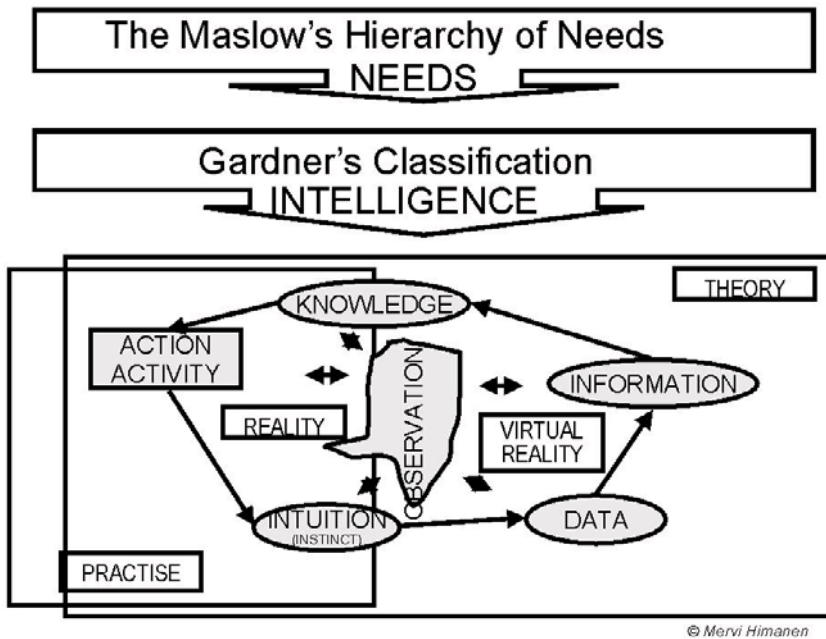 The Maslow's Hierarchy of Needs
NEEDS
Gardner's Classification
INTELLIGENCE
THEORY
KNOWLEDGE
ACTION
ACTIVITY
OBSERVATION
INFORMATION
REALITY
VIRTUAL
REALITY
INTUITION
(INSTINCT)
DATA
PRACTISE
© Mervi Himanen